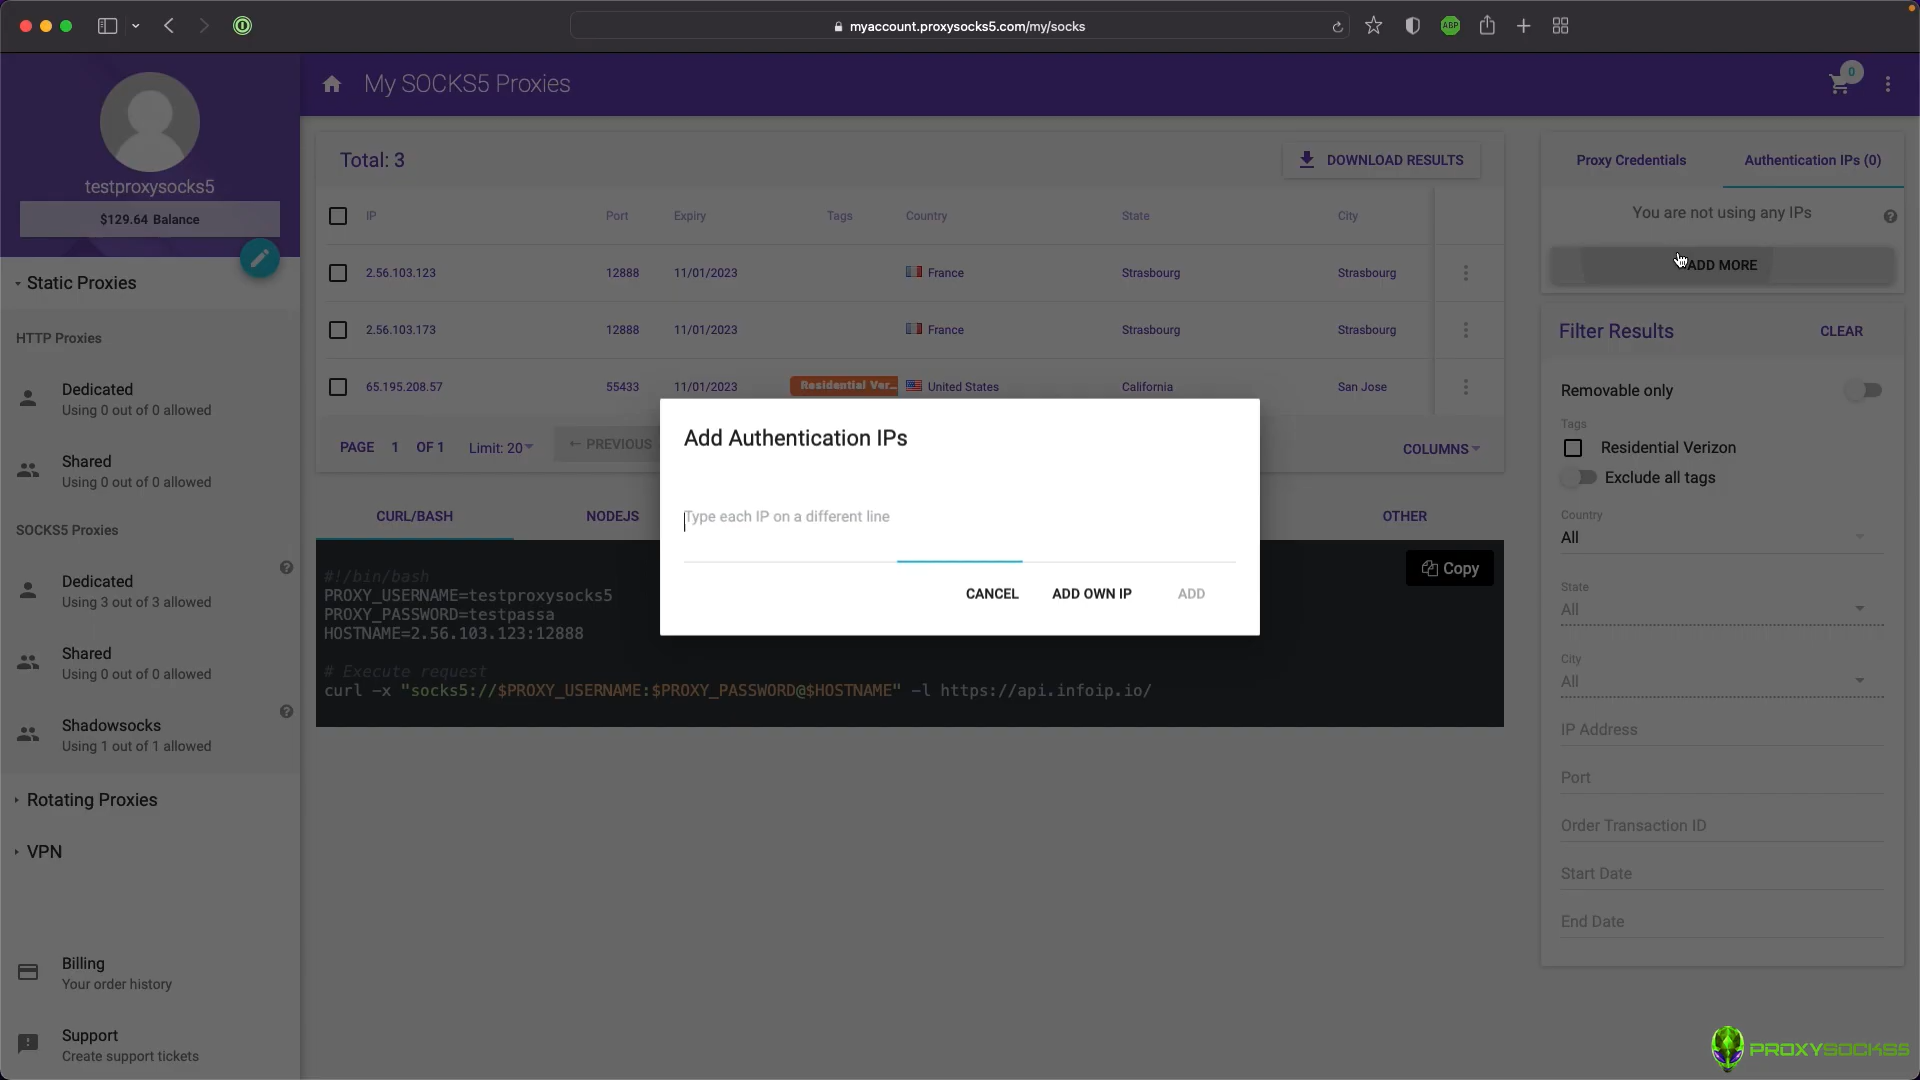 myaccount.proxysocks5.com/my/socks
ABP
testproxysocks5
$129.64 Balance
Static Proxies
HTTP Proxies
Dedicated
Using 0 out of 0 allowed
Shared
Using 0 out of 0 allowed
SOCKS5 Proxies
Dedicated
Using 3 out of 3 allowed
Shared
Using 0 out of 0 allowed
Shadowsocks
Using 1 out of 1 allowed
Rotating Proxies
VPN
Billing
Your order history
Support
Create support tickets
My SOCKS5 Proxies
0
Total: 3
DOWNLOAD RESULTS
IP Port Expiry Tags Country State City
2.56.103.123 12888 11/01/2023 France Strasbourg Strasbourg
2.56.103.173 12888 11/01/2023 France Strasbourg Strasbourg
65.195.208.57 55433 11/01/2023 Residential Ver... United States California San Jose
PAGE 1 OF 1 Limit: 20 ← PREVIOUS COLUMNS
CURL/BASH NODEJS OTHER
Copy
#!/bin/bash
PROXY_USERNAME=testproxysocks5
PROXY_PASSWORD=testpassa
HOSTNAME=2.56.103.123:12888
# Execute request
curl -x "socks5://$PROXY_USERNAME:$PROXY_PASSWORD@$HOSTNAME" -l https://api.infoip.io/
Add Authentication IPs
Type each IP on a different line
CANCEL ADD OWN IP ADD
Proxy Credentials Authentication IPs (0)
You are not using any IPs
ADD MORE
Filter Results CLEAR
Removable only
Tags
Residential Verizon
Exclude all tags
Country
All
State
All
City
All
IP Address
Port
Order Transaction ID
Start Date
End Date
PROXYSOCKS5